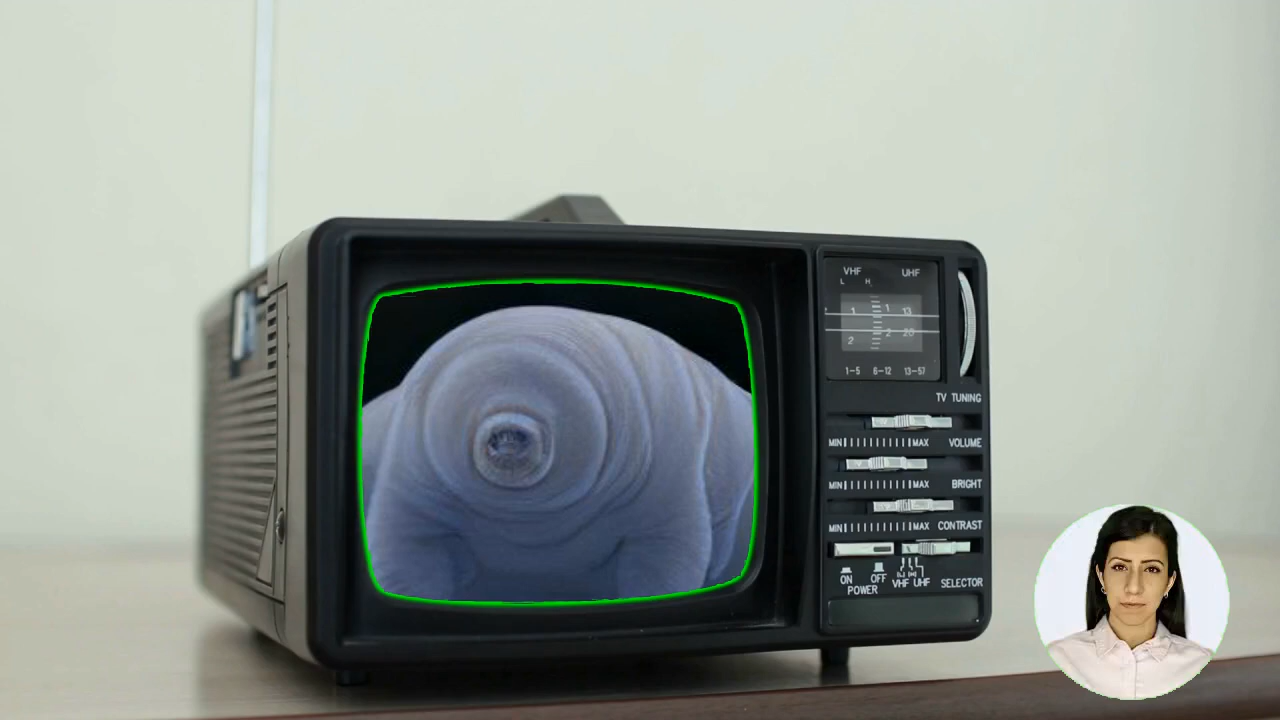 VHF UHF
L H
1 1 13
2 2 20
1-5 6-12 13-57
TV TUNING
MIN MAX VOLUME
MIN MAX BRIGHT
MIN MAX CONTRAST
ON OFF VHF UHF SELECTOR
POWER